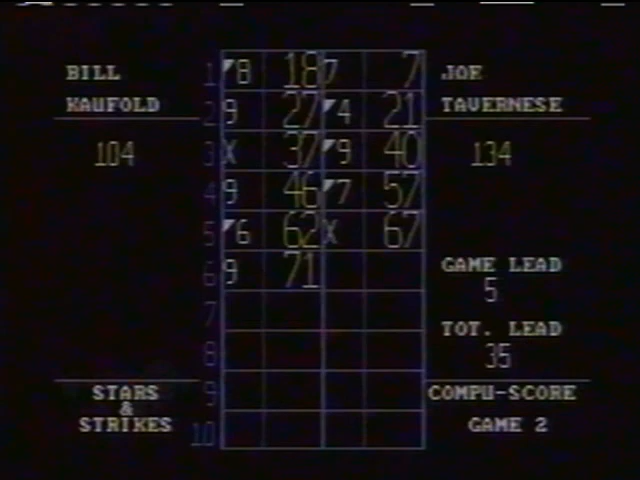 BILL
KAUFOLD
104
JOE
TAVERNESE
134
1 8 18 7 7
2 9 27 4 21
3 X 37 9 40
4 9 46 7 57
5 6 62 X 67
6 9 71
7
8
9
10
GAME LEAD
5
TOT. LEAD
35
STARS
&
STRIKES
COMPU-SCORE
GAME 2